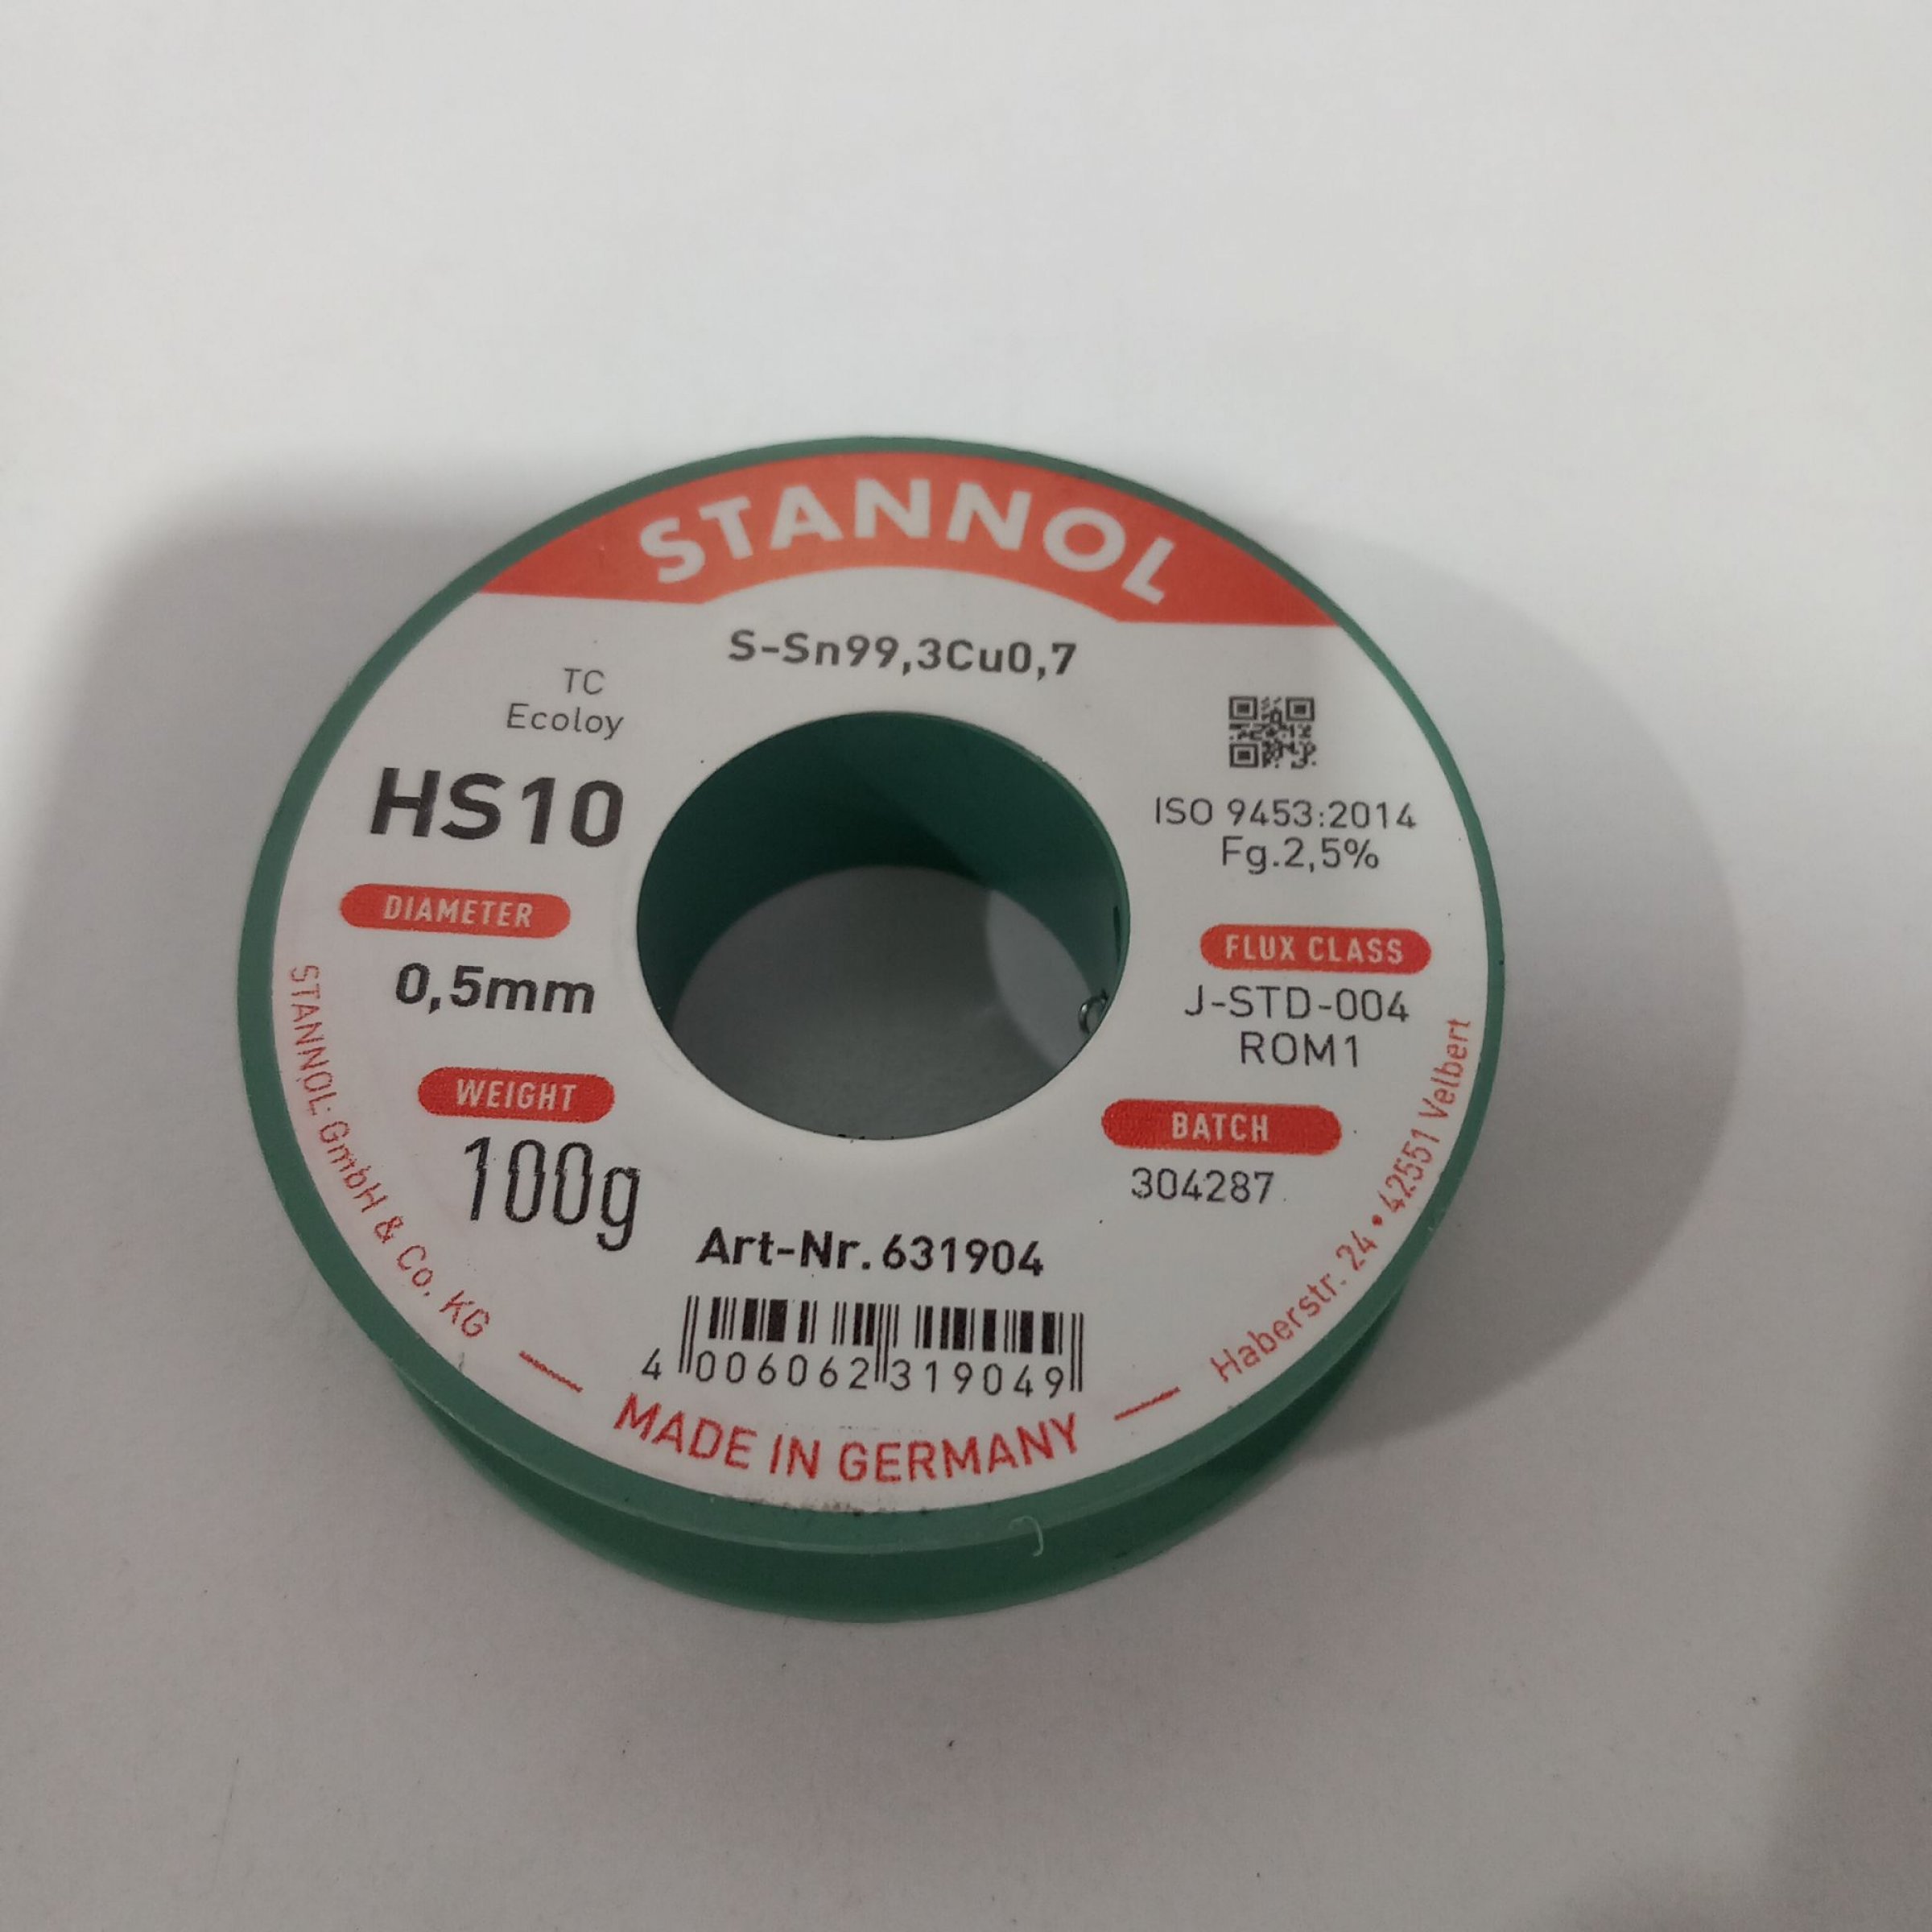 STANNOL
S-Sn99,3Cu0,7
TC
Ecoloy
HS10
DIAMETER
0,5mm
WEIGHT
100g
ISO 9453:2014
Fg.2,5%
FLUX CLASS
J-STD-004
ROM1
BATCH
304287
Art-Nr.631904
4 006062 319049
STANNOL GmbH & Co. KG
MADE IN GERMANY
Haberstr. 24 • 42551 Velbert